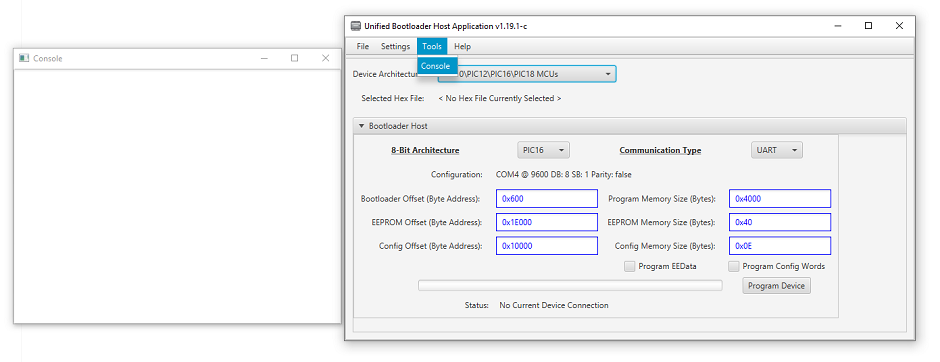 Console
Unified Bootloader Host Application v1.19.1-c
File Settings Tools Help
Console
Device Architecture: 0\PIC12\PIC16\PIC18 MCUs
Selected Hex File: < No Hex File Currently Selected >
Bootloader Host
8-Bit Architecture PIC16 Communication Type UART
Configuration: COM4 @ 9600 DB: 8 SB: 1 Parity: false
Bootloader Offset (Byte Address): 0x600 Program Memory Size (Bytes): 0x4000
EEPROM Offset (Byte Address): 0x1E000 EEPROM Memory Size (Bytes): 0x40
Config Offset (Byte Address): 0x10000 Config Memory Size (Bytes): 0x0E
Program EEData Program Config Words
Program Device
Status: No Current Device Connection